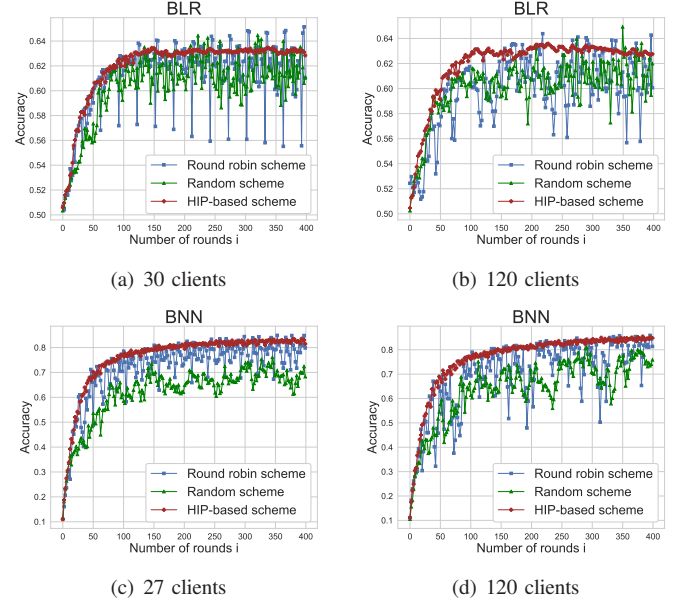 BLR
Accuracy
0.64
0.62
0.60
0.58
0.56
0.54
0.52
0.50
Round robin scheme
Random scheme
HIP-based scheme
0 50 100 150 200 250 300 350 400
Number of rounds i
(a) 30 clients
BLR
Accuracy
0.64
0.62
0.60
0.58
0.56
0.54
0.52
0.50
Round robin scheme
Random scheme
HIP-based scheme
0 50 100 150 200 250 300 350 400
Number of rounds i
(b) 120 clients
BNN
Accuracy
0.8
0.7
0.6
0.5
0.4
0.3
0.2
0.1
Round robin scheme
Random scheme
HIP-based scheme
0 50 100 150 200 250 300 350 400
Number of rounds i
(c) 27 clients
BNN
Accuracy
0.8
0.7
0.6
0.5
0.4
0.3
0.2
0.1
Round robin scheme
Random scheme
HIP-based scheme
0 50 100 150 200 250 300 350 400
Number of rounds i
(d) 120 clients